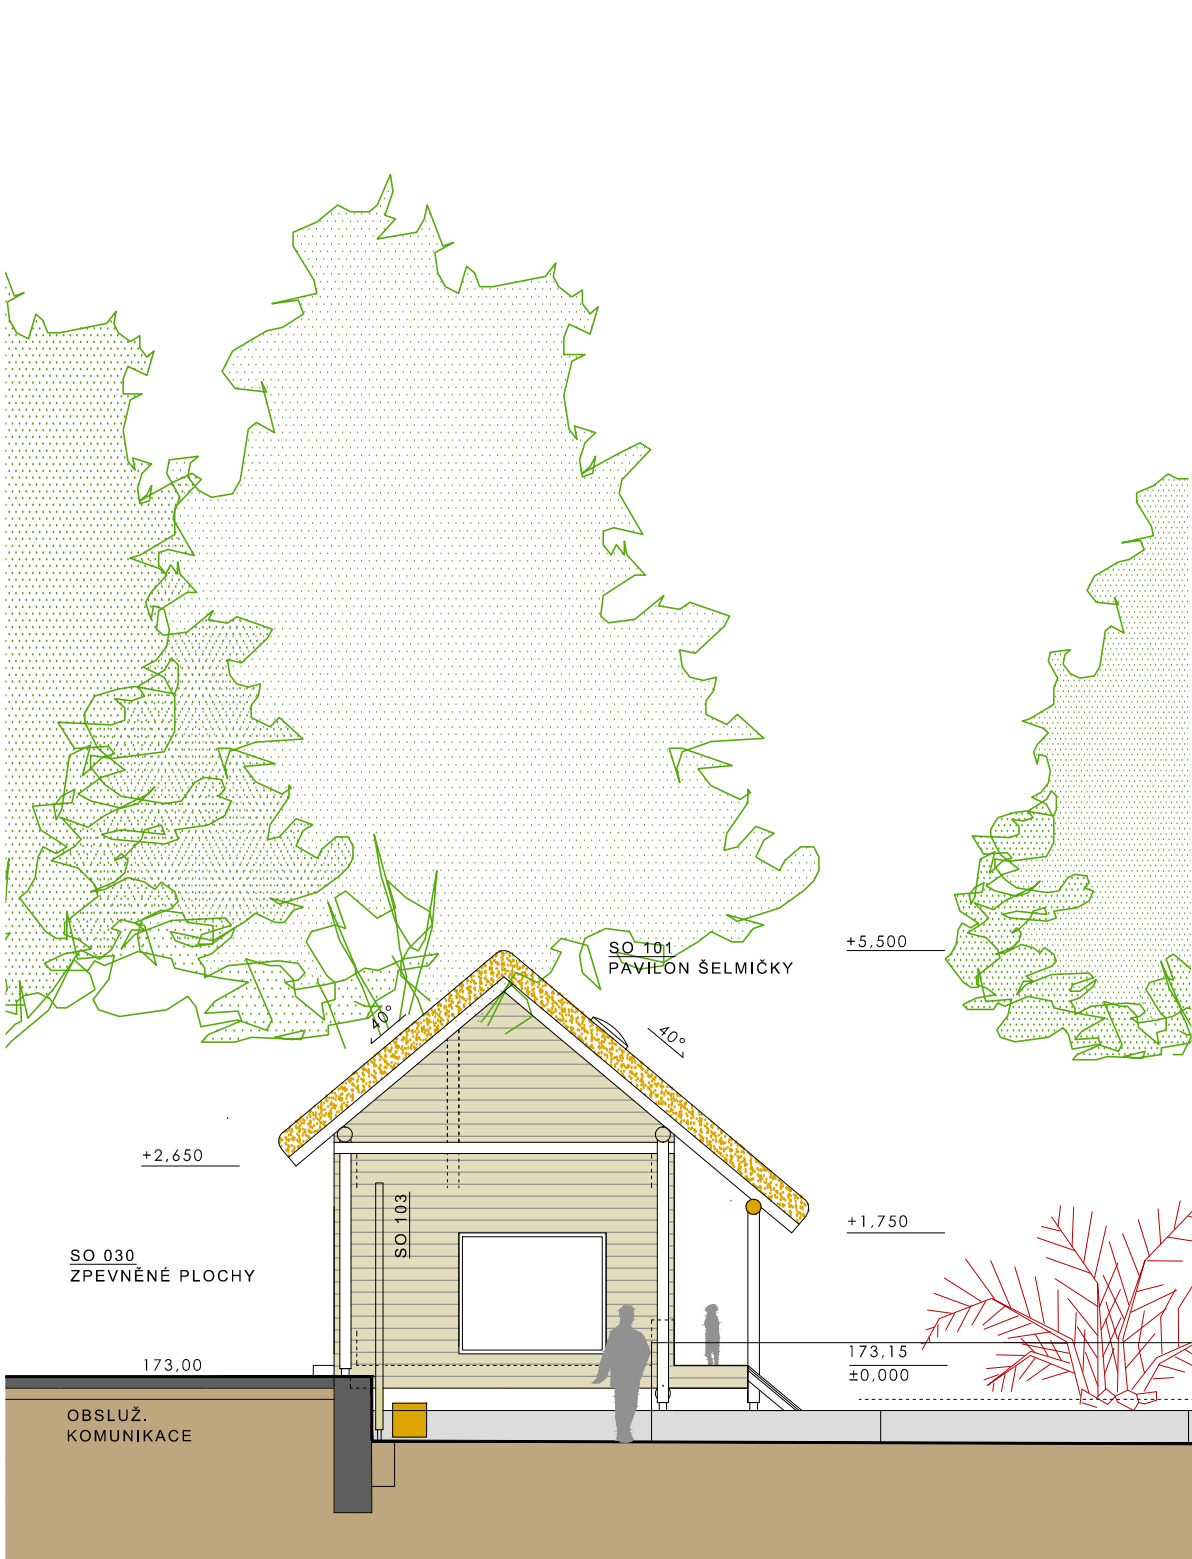 SO 101
PAVILON ŠELMIČKY
+5,500
40°
40°
+2,650
SO 103
+1,750
SO 030
ZPEVNĚNÉ PLOCHY
173,00
173,15
±0,000
OBSLUŽ.
KOMUNIKACE